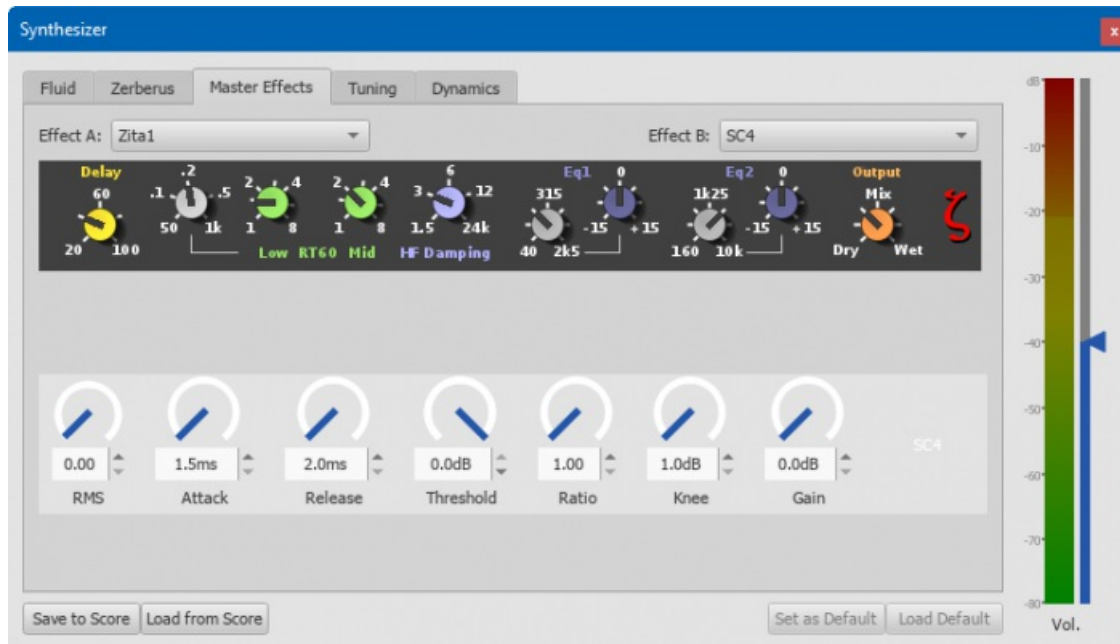 Synthesizer
x
Fluid Zerberus Master Effects Tuning Dynamics
dB
Effect A: Zita1 Effect B: SC4
-10
Delay .2 6 Eq1 0 Eq2 0 Output
60 .1 .5 2 4 2 4 3 12 315 1k25 Mix
20 100 50 1k 1 8 1 8 1.5 24k 40 2k5 -15 +15 160 10k -15 +15 Dry Wet
Low RT60 Mid HF Damping
ζ
-20
-30
-40
-50
0.00 1.5ms 2.0ms 0.0dB 1.00 1.0dB 0.0dB
SC4
RMS Attack Release Threshold Ratio Knee Gain
-60
-70
-80
Save to Score Load from Score Set as Default Load Default
Vol.